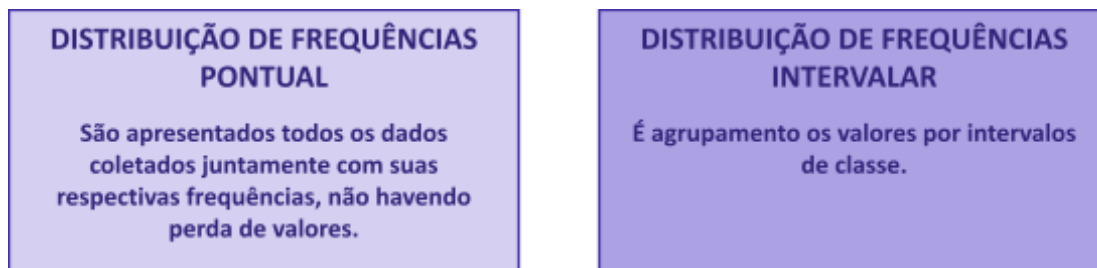 DISTRIBUIÇÃO DE FREQUÊNCIAS
PONTUAL
São apresentados todos os dados
coletados juntamente com suas
respectivas frequências, não havendo
perda de valores.
DISTRIBUIÇÃO DE FREQUÊNCIAS
INTERVALAR
É agrupamento os valores por intervalos
de classe.